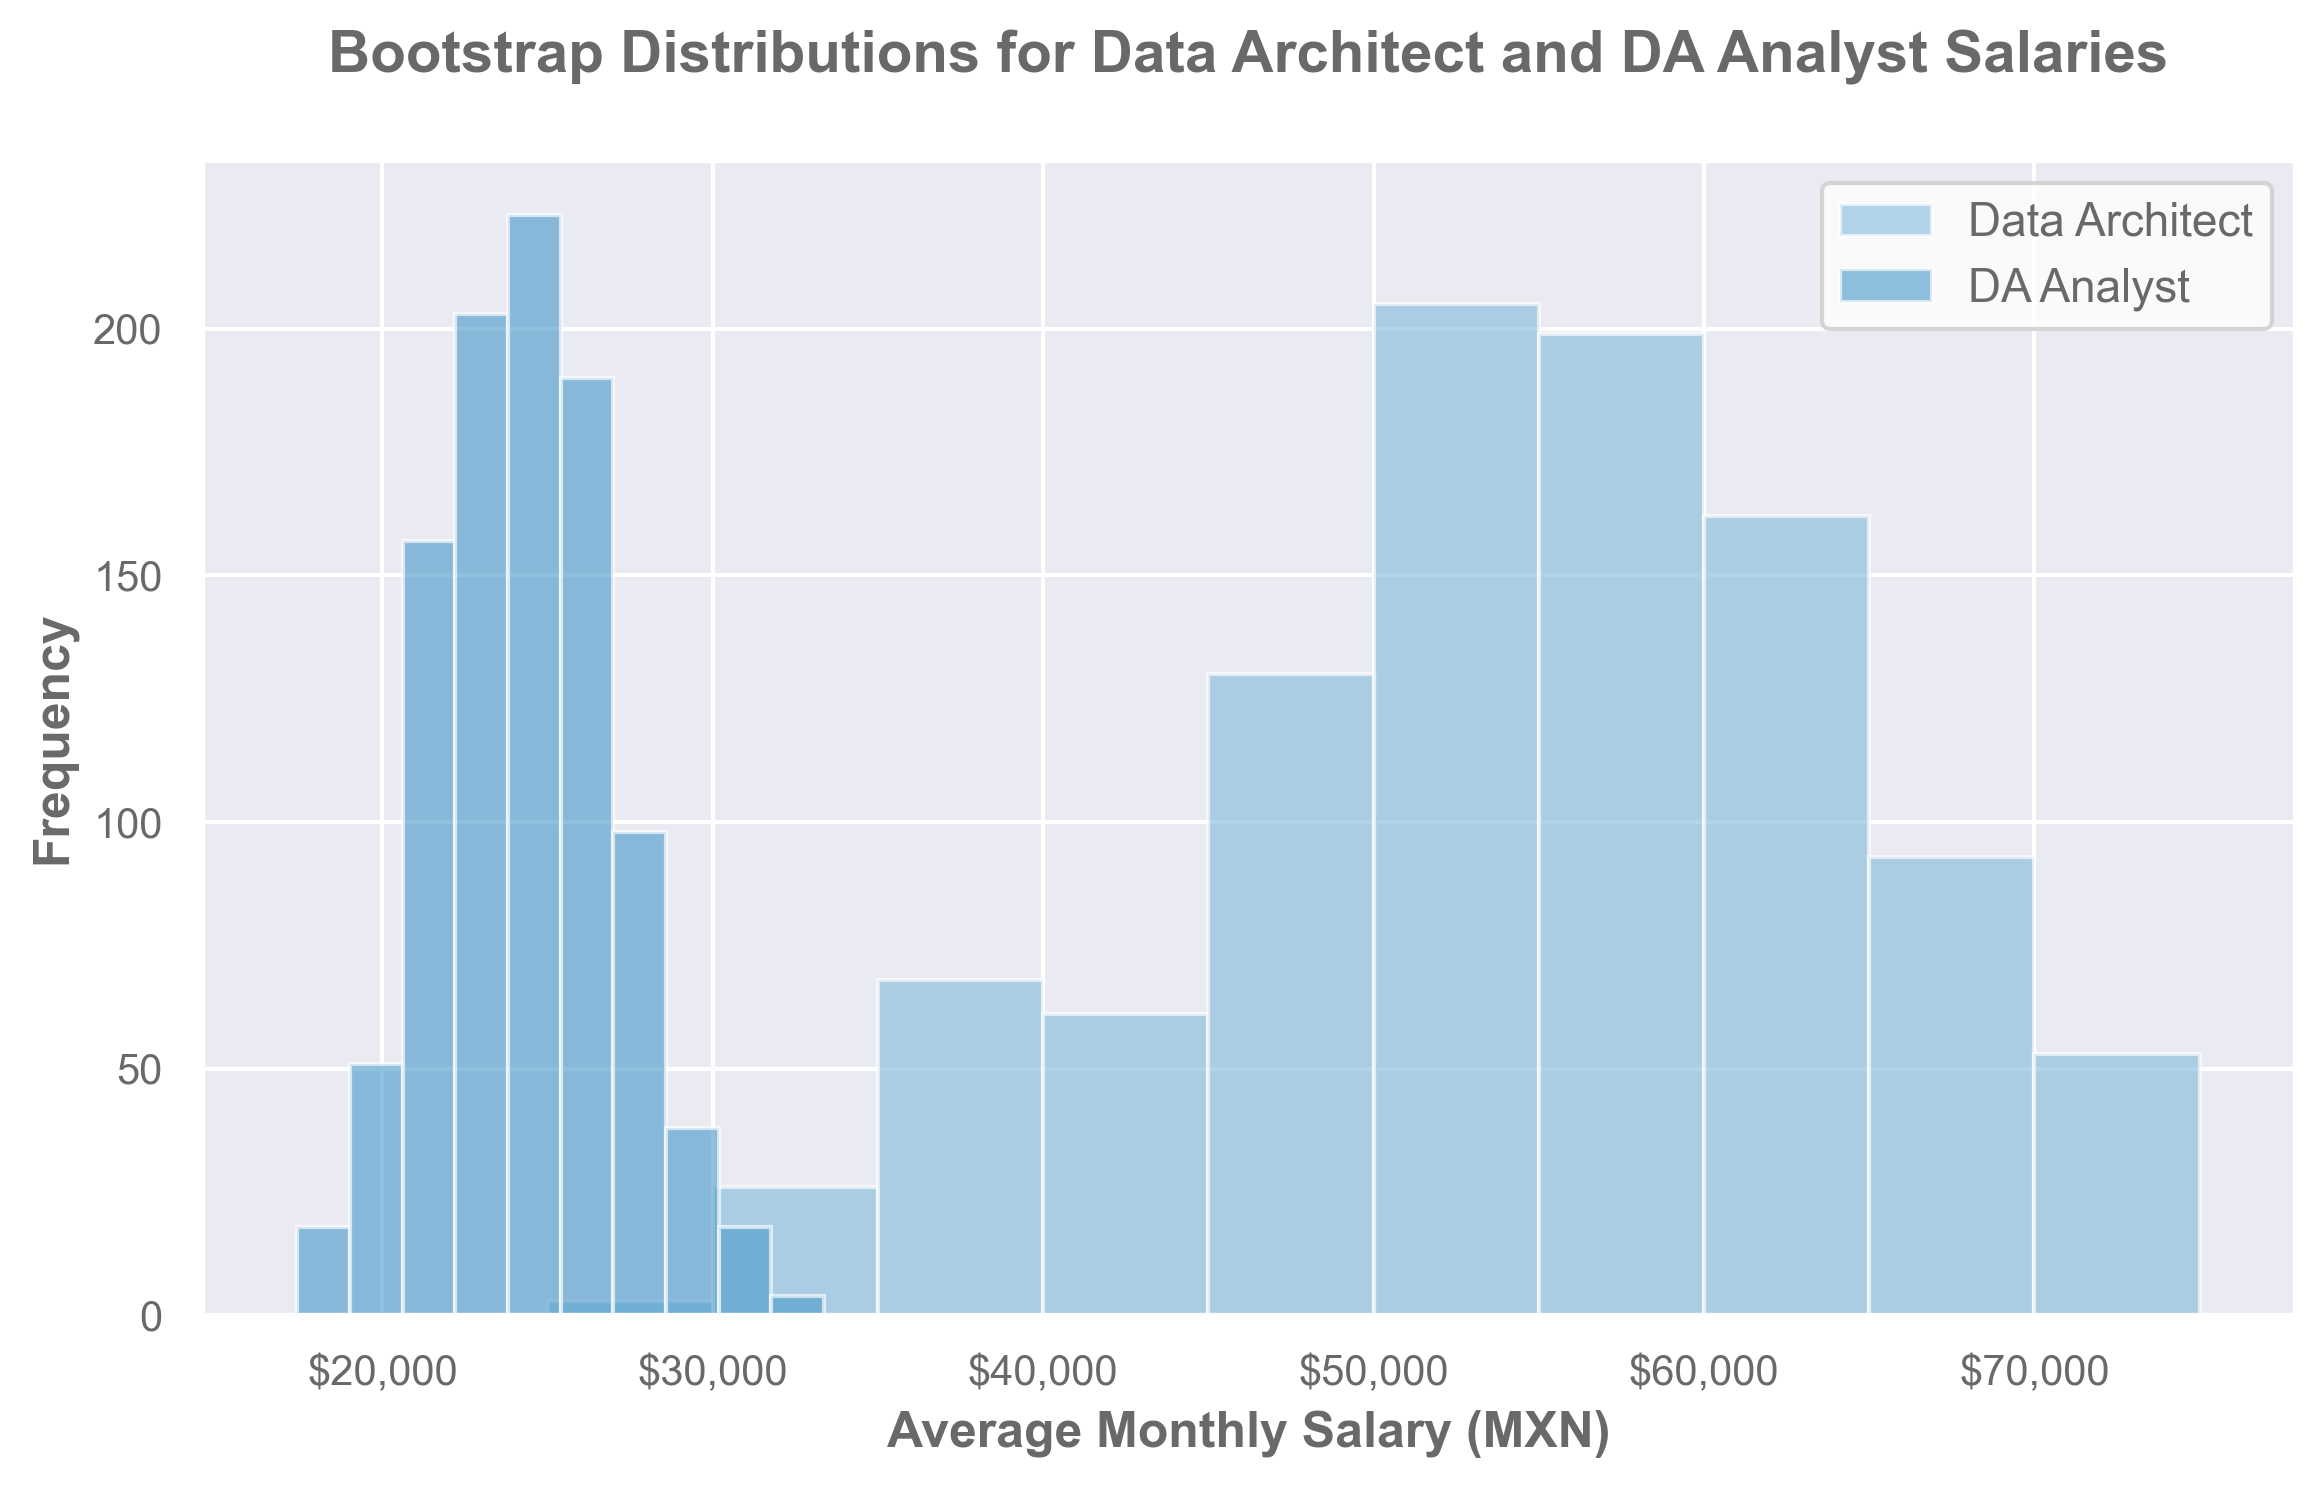 Bootstrap Distributions for Data Architect and DA Analyst Salaries
Data Architect
DA Analyst
Frequency
200
150
100
50
0
$20,000 $30,000 $40,000 $50,000 $60,000 $70,000
Average Monthly Salary (MXN)